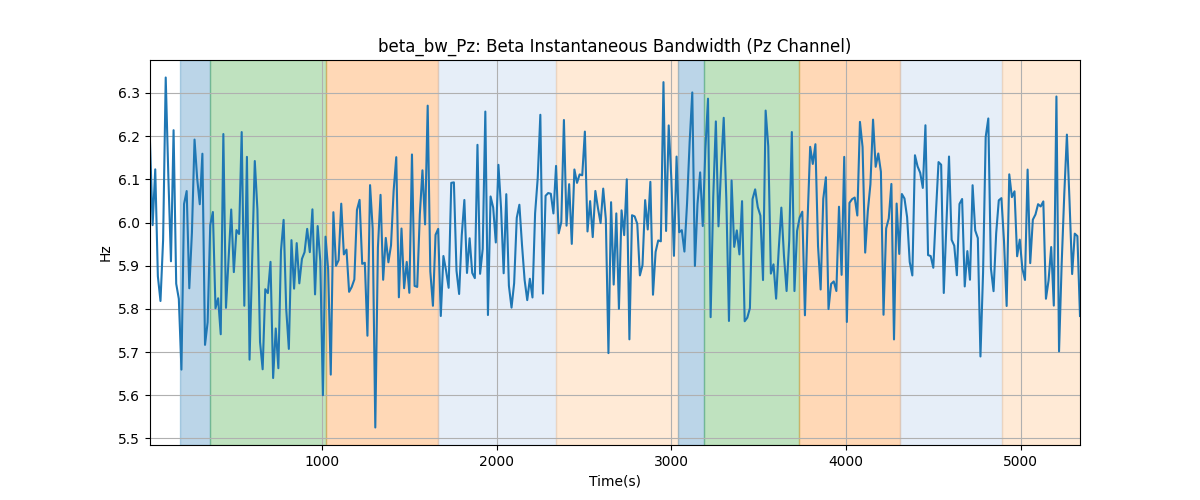 beta_bw_Pz: Beta Instantaneous Bandwidth (Pz Channel)
6.3
6.2
6.1
6.0
5.9
5.8
5.7
5.6
5.5
Hz
1000 2000 3000 4000 5000
Time(s)